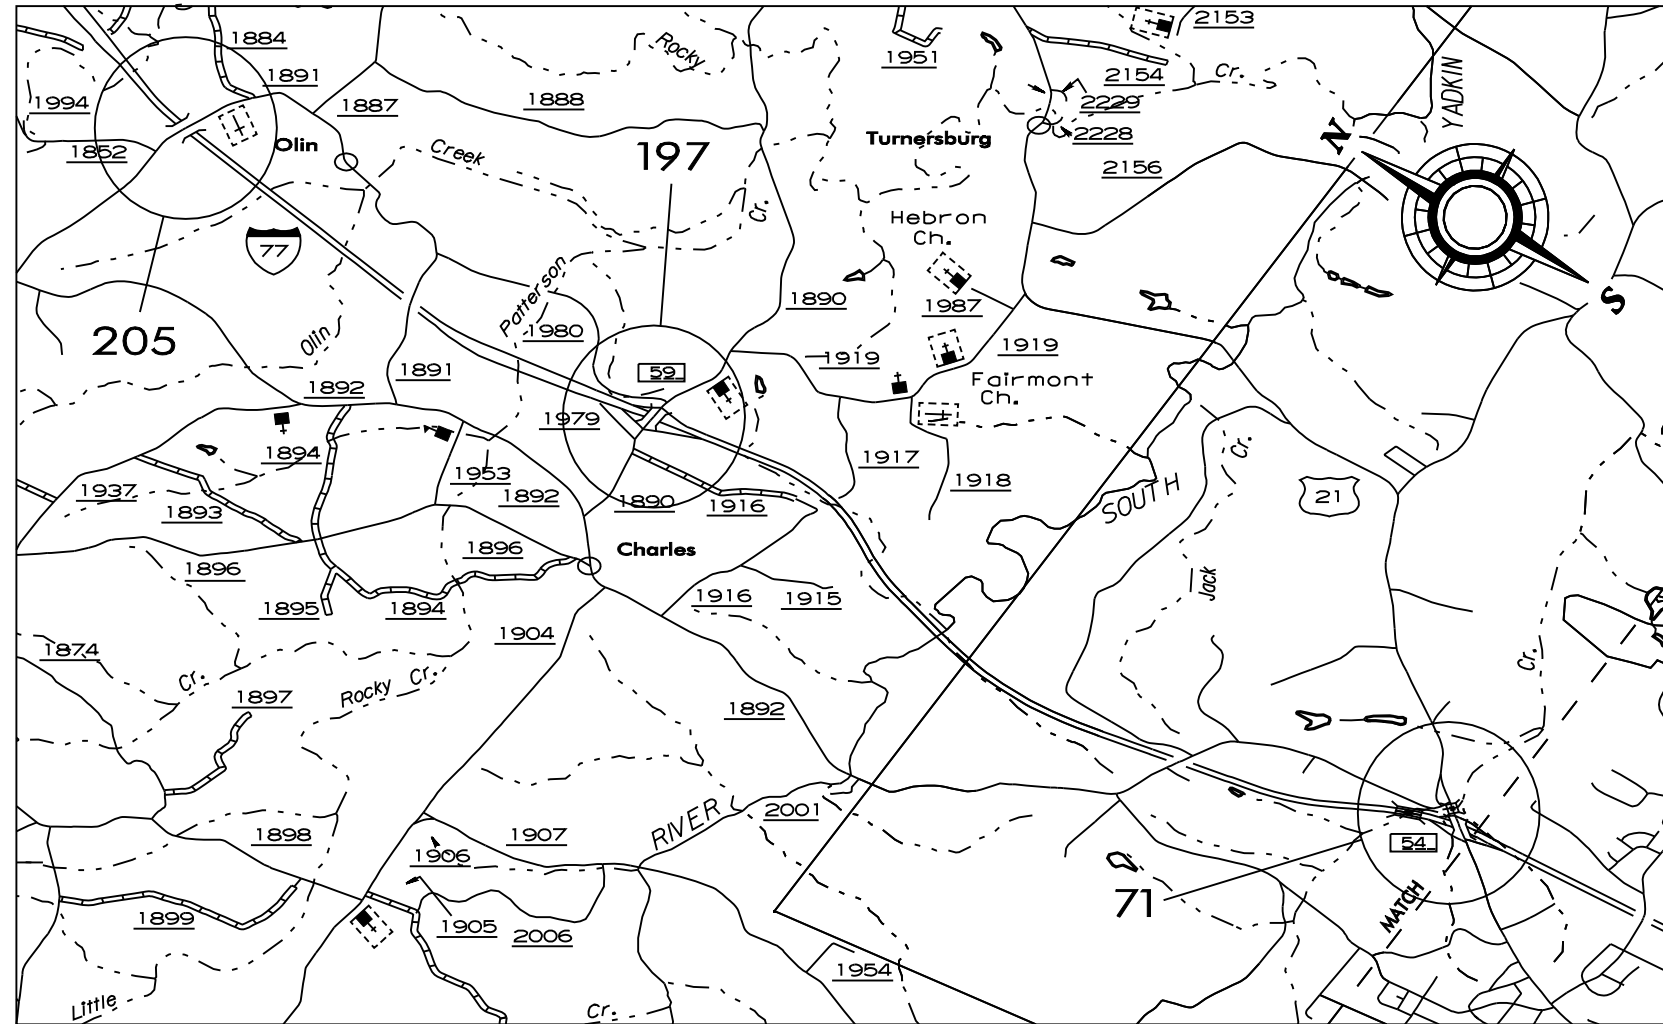 1884
Rocky
1951
2153
1891
1994
1887
1888
2154
Cr.
2229
YADKIN
1852
Olin
Creek
197
Turnersburg
2228
2156
N
77
Cr.
Hebron
Ch.
Patterson
1890
1987
S
205
Olin
1980
1919
1919
1892
1891
59
Fairmont
Ch.
1979
1894
1953
1917
Cr.
1937
1892
1890
1916
1918
SOUTH
21
1893
1896
Charles
1896
1895
1894
1916
1915
Jack
1874
1904
Cr.
Cr.
Rocky Cr.
1897
1892
1898
1907
RIVER
2001
54
1906
71
MATCH
1899
1905
2006
1954
Little
Cr.